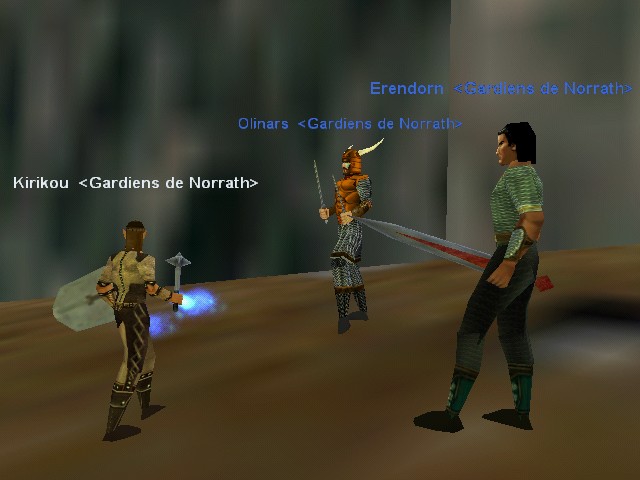 Erendorn <Gardiens de Norrath>
Olinars <Gardiens de Norrath>
Kirikou <Gardiens de Norrath>